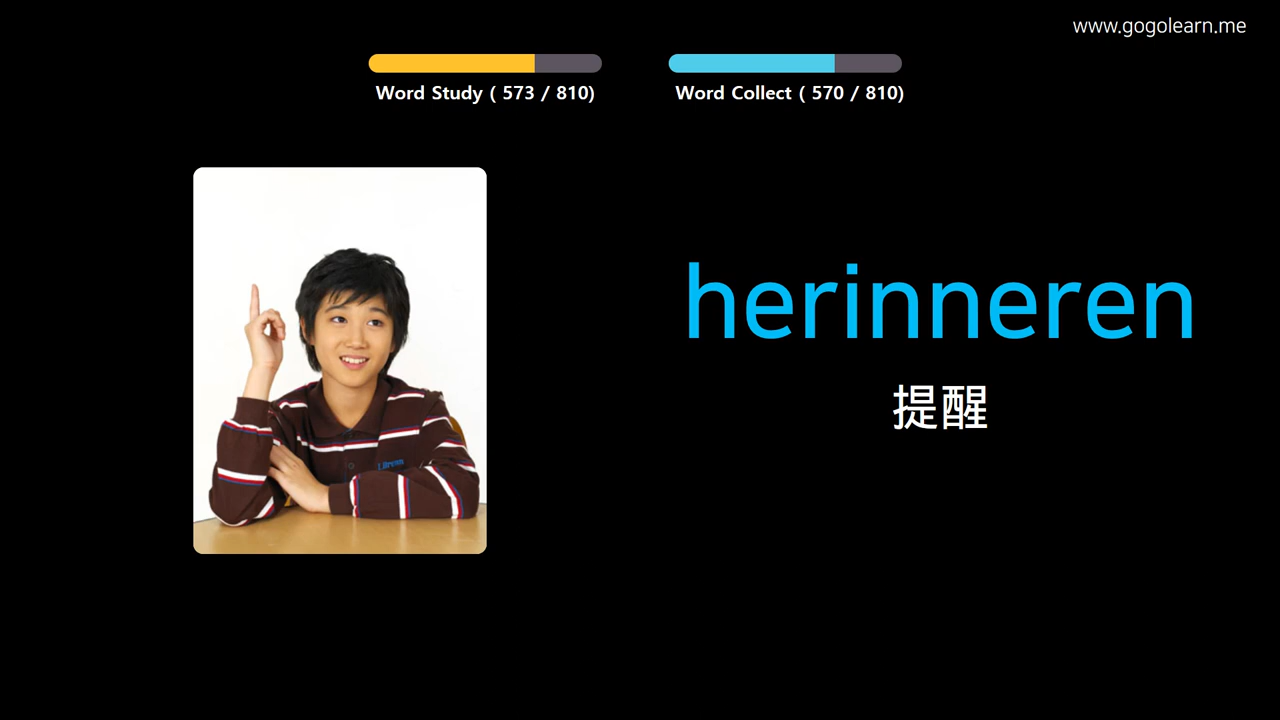 www.gogolearn.me
Word Study ( 573 / 810)
Word Collect ( 570 / 810)
herinneren
提醒